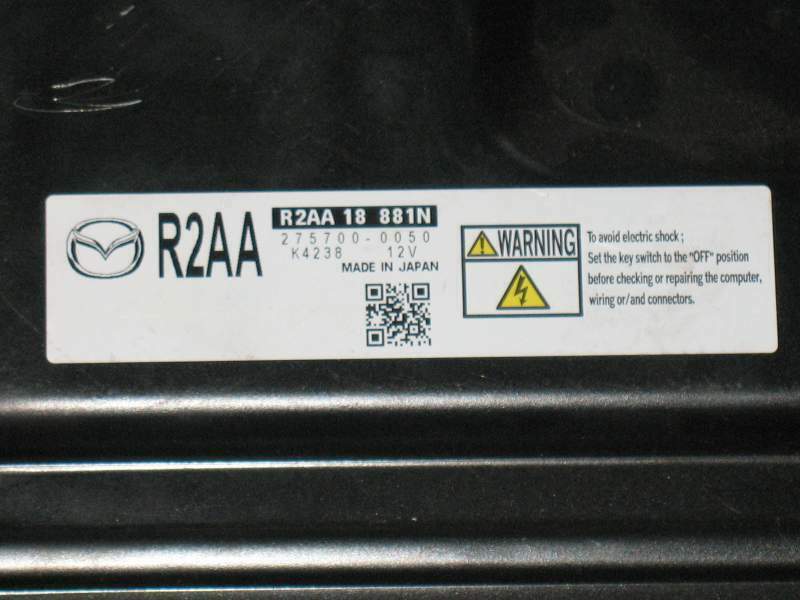 R2AA
R2AA 18 881N
275700-0050
K4238 12V
MADE IN JAPAN
WARNING
To avoid electric shock ;
Set the key switch to the "OFF" position
before checking or repairing the computer,
wiring or/and connectors.